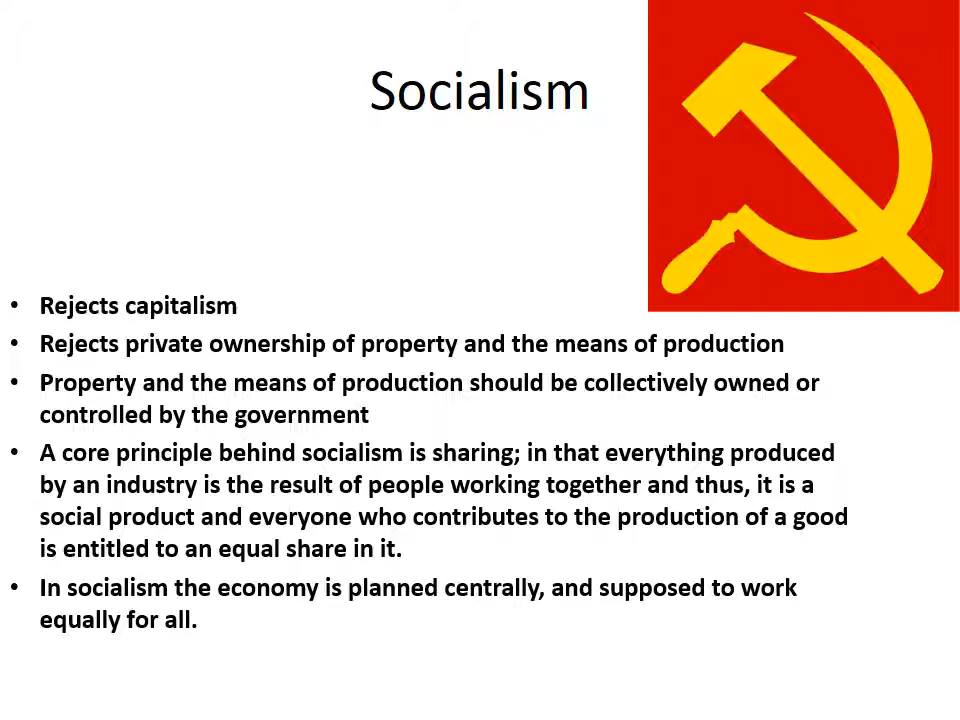 Socialism
• Rejects capitalism
• Rejects private ownership of property and the means of production
• Property and the means of production should be collectively owned or
controlled by the government
• A core principle behind socialism is sharing; in that everything produced
by an industry is the result of people working together and thus, it is a
social product and everyone who contributes to the production of a good
is entitled to an equal share in it.
• In socialism the economy is planned centrally, and supposed to work
equally for all.